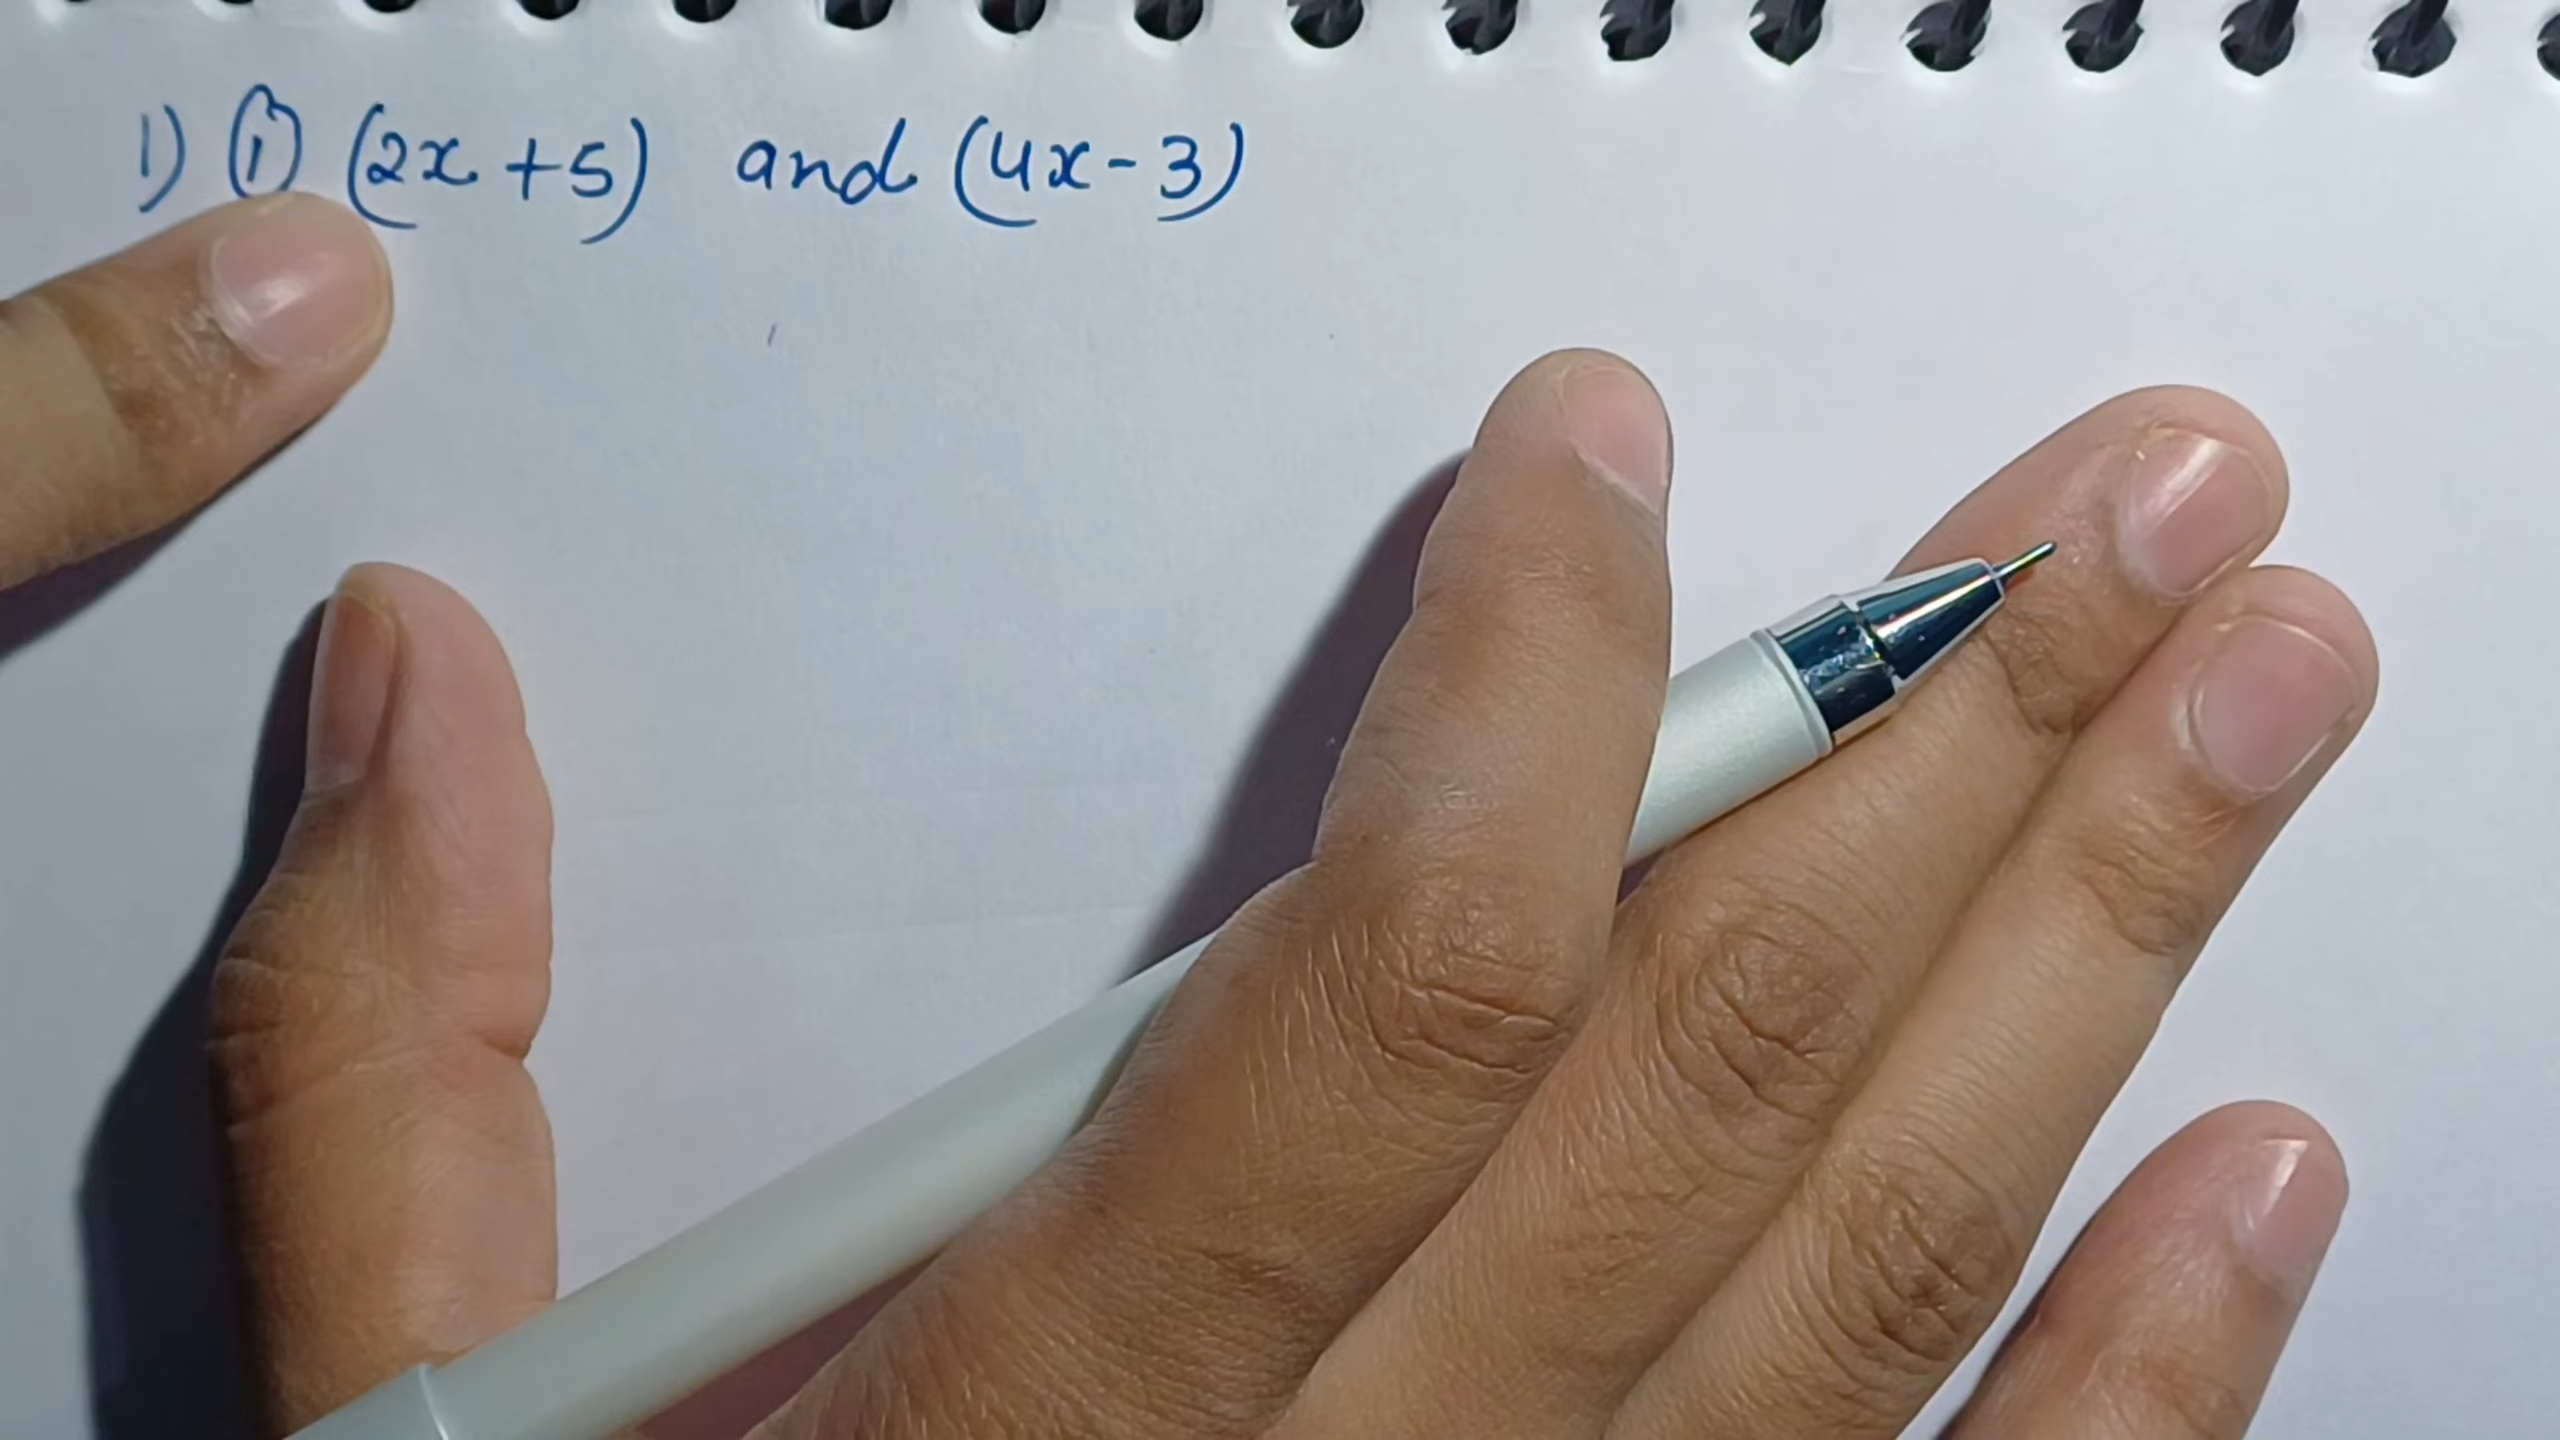 1) (i) (2x + 5) and (4x - 3)